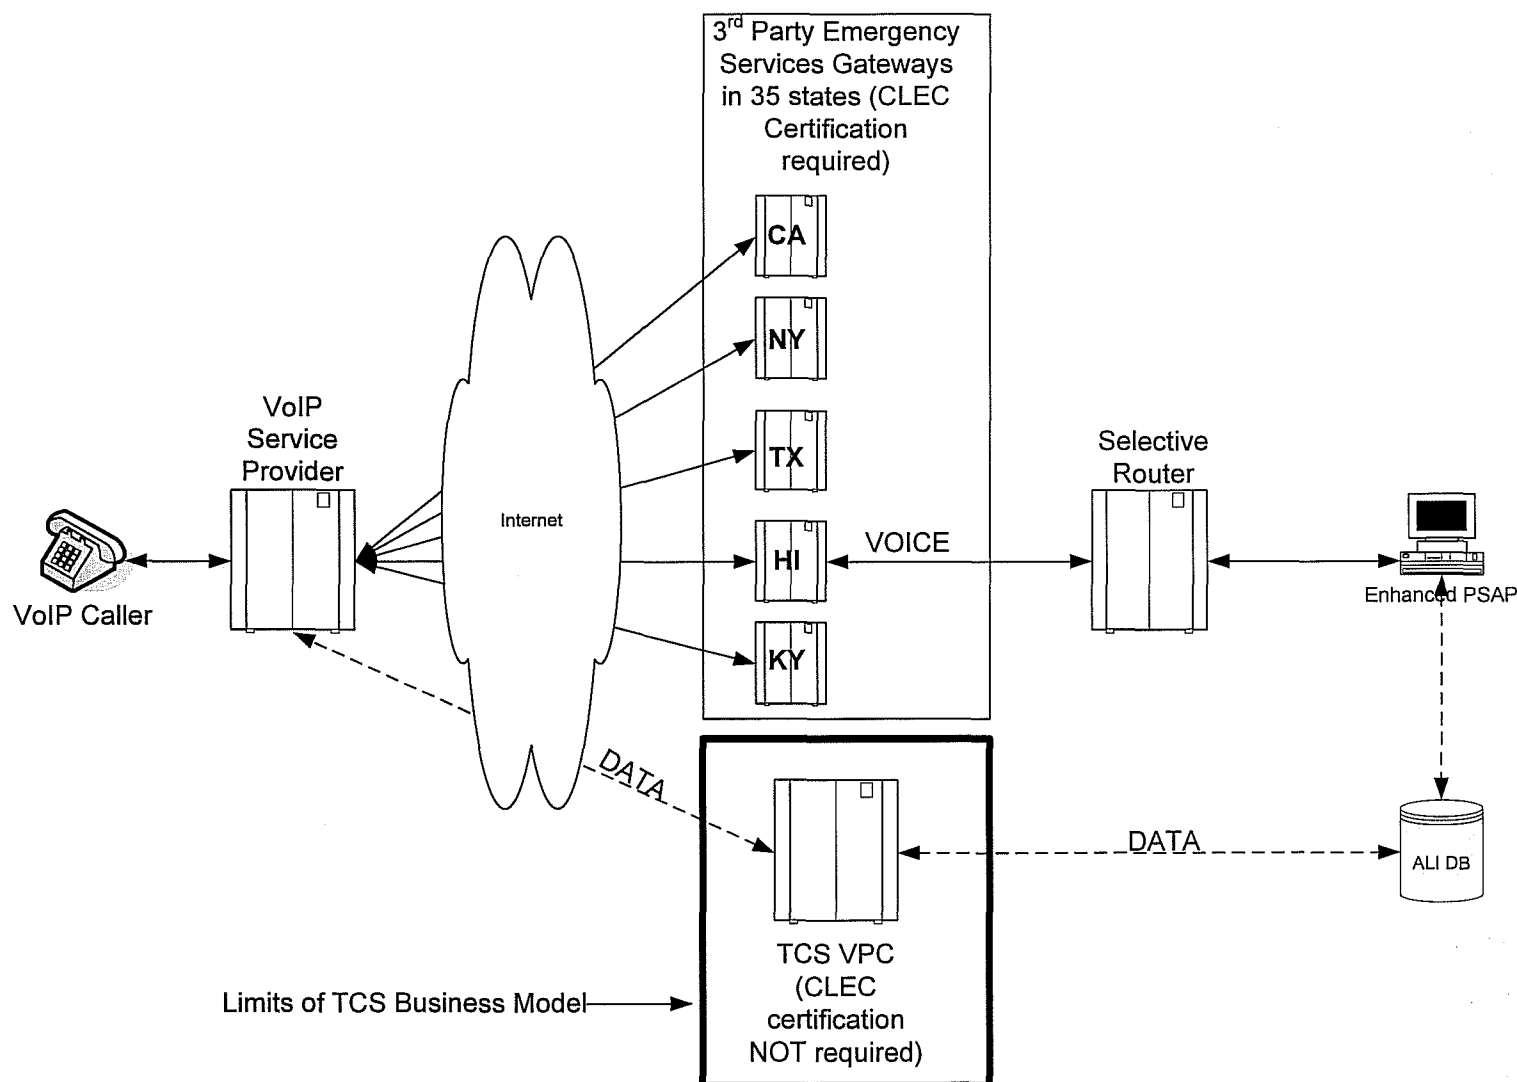 3rd Party Emergency
Services Gateways
in 35 states (CLEC
Certification
required)
CA
NY
VoIP
Service
Provider
Selective
Router
TX
Internet
HI
VOICE
VoIP Caller
Enhanced PSAP
KY
DATA
DATA
ALI DB
TCS VPC
(CLEC
certification
NOT required)
Limits of TCS Business Model